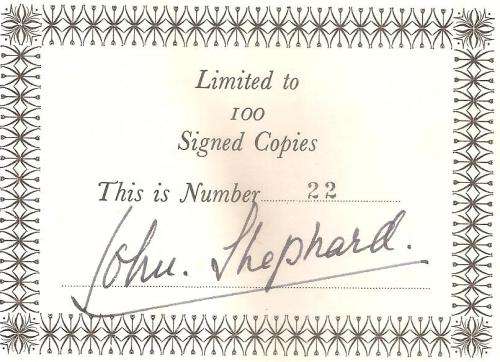 Limited to
100
Signed Copies
This is Number 22
John. Shephard.